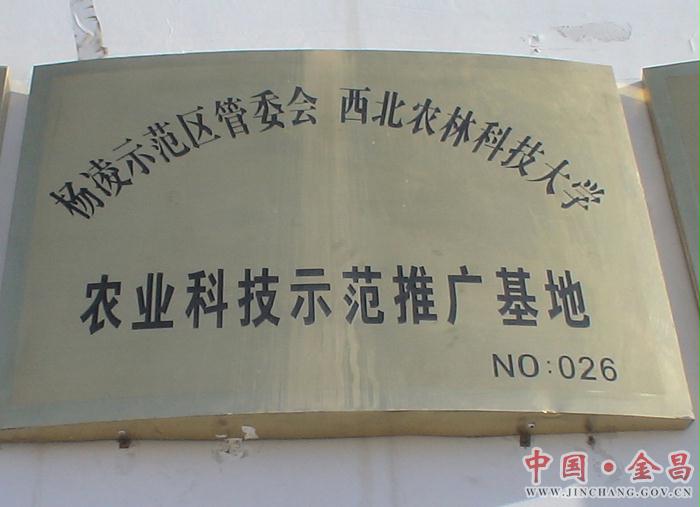 杨凌示范区管委会 西北农林科技大学
农业科技示范推广基地
NO:026
中国·金昌
WWW.JINCHANG.GOV.CN